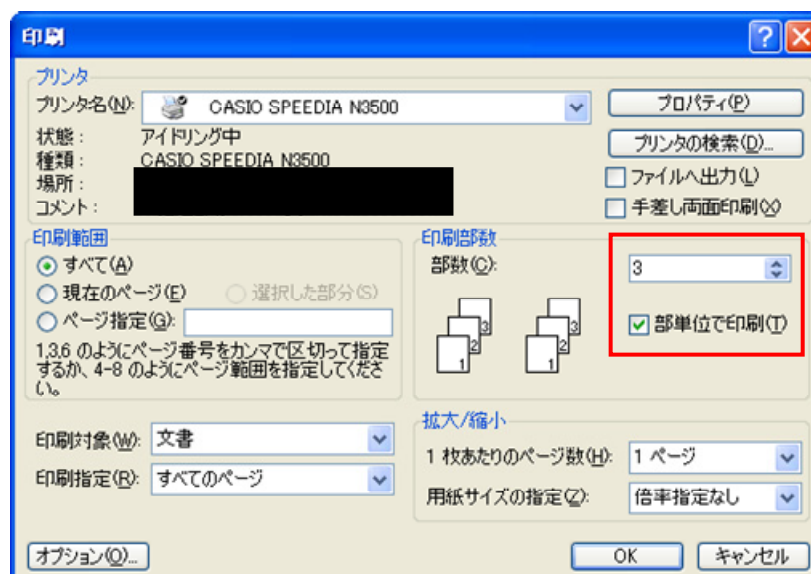 印刷
プリンタ
プリンタ名(N): CASIO SPEEDIA N3500 プロパティ(P)
状態: アイドリング中 プリンタの検索(D)...
種類: CASIO SPEEDIA N3500
場所: ファイルへ出力(L)
コメント: 手差し両面印刷(X)
印刷範囲
すべて(A)
現在のページ(E) 選択した部分(S)
ページ指定(G):
1,3,6 のようにページ番号をカンマで区切って指定
するか、4-8 のようにページ範囲を指定してくださ
い。
印刷部数
部数(C): 3
部単位で印刷(T)
1 2 3 1 2 3
印刷対象(W): 文書
印刷指定(R): すべてのページ
拡大/縮小
1 枚あたりのページ数(H): 1 ページ
用紙サイズの指定(Z): 倍率指定なし
オプション(O)... OK キャンセル